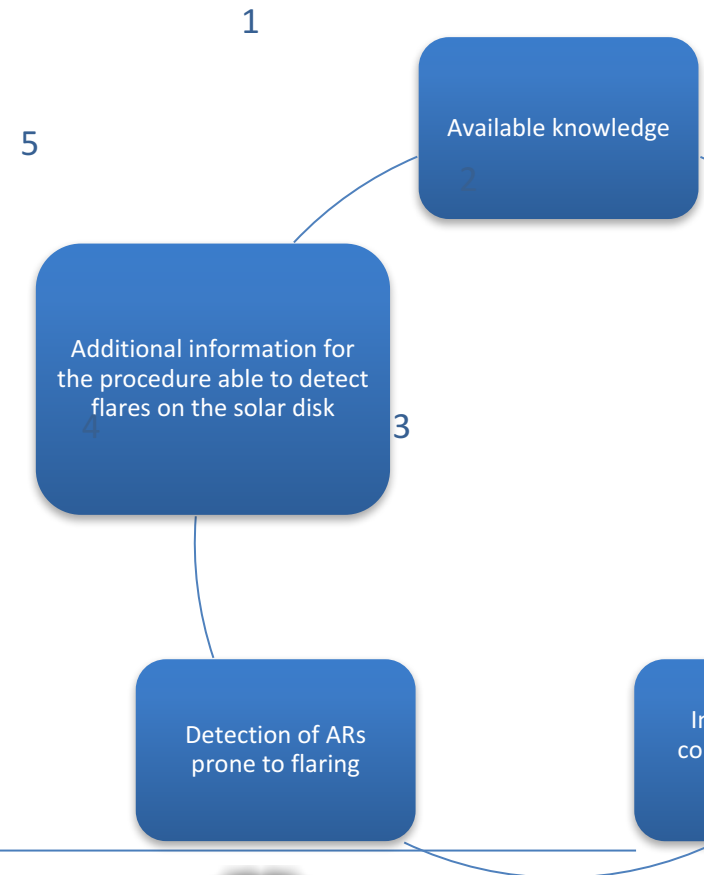 1
Available knowledge
5
2
Additional information for
the procedure able to detect
flares on the solar disk
4
3
Detection of ARs
prone to flaring